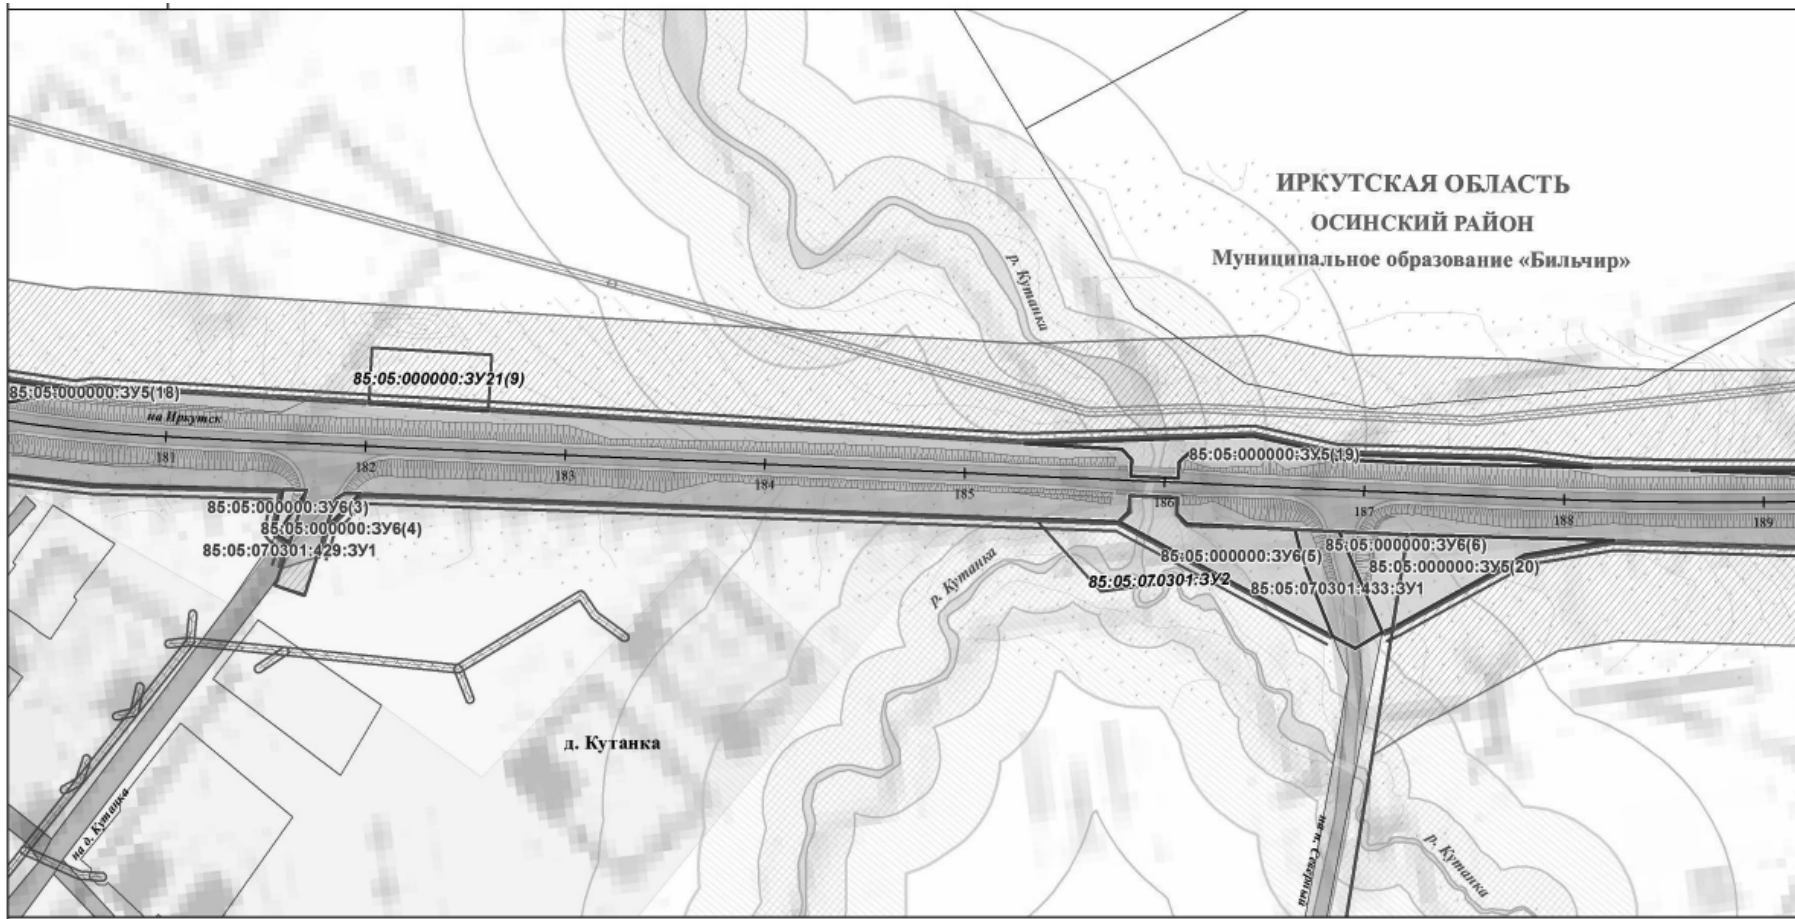 ИРКУТСКАЯ ОБЛАСТЬ
ОСИНСКИЙ РАЙОН
Муниципальное образование «Бильчир»
р. Кутанка
85:05:000000:ЗУ21(9)
85:05:000000:ЗУ5(18)
на Иркутск
85:05:000000:ЗУ5(19)
181
182
183
184
185
186
187
188
189
85:05:000000:ЗУ6(3)
85:05:000000:ЗУ6(4)
85:05:070301:429:ЗУ1
85:05:000000:ЗУ6(6)
85:05:000000:ЗУ6(5)
85:05:000000:ЗУ5(20)
85:05:070301:ЗУ2
85:05:070301:433:ЗУ1
р. Кутанка
д. Кутанка
на д. Кутанка
на п. Северный
р. Кутанка